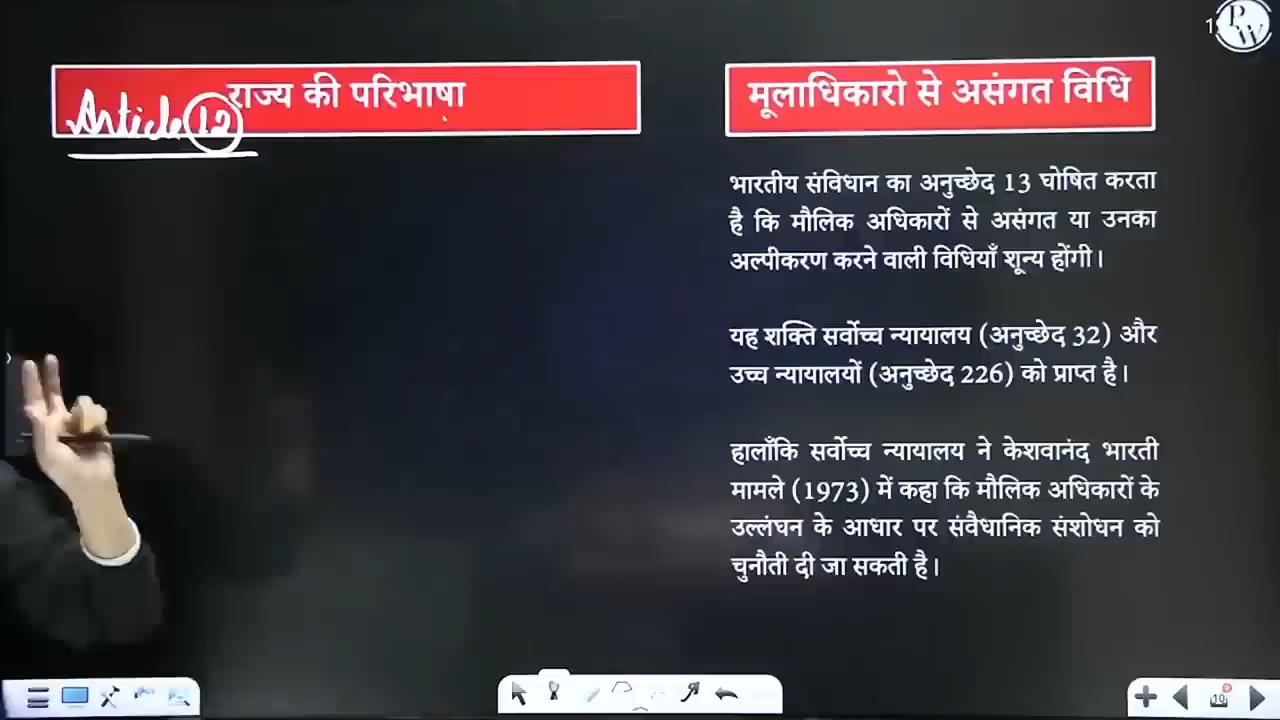 PW
राज्य की परिभाषा
Article 12
मूलाधिकारो से असंगत विधि
भारतीय संविधान का अनुच्छेद 13 घोषित करता
है कि मौलिक अधिकारों से असंगत या उनका
अल्पीकरण करने वाली विधियाँ शून्य होंगी।
यह शक्ति सर्वोच्च न्यायालय (अनुच्छेद 32) और
उच्च न्यायालयों (अनुच्छेद 226) को प्राप्त है।
हालाँकि सर्वोच्च न्यायालय ने केशवानंद भारती
मामले (1973) में कहा कि मौलिक अधिकारों के
उल्लंघन के आधार पर संवैधानिक संशोधन को
चुनौती दी जा सकती है।
10